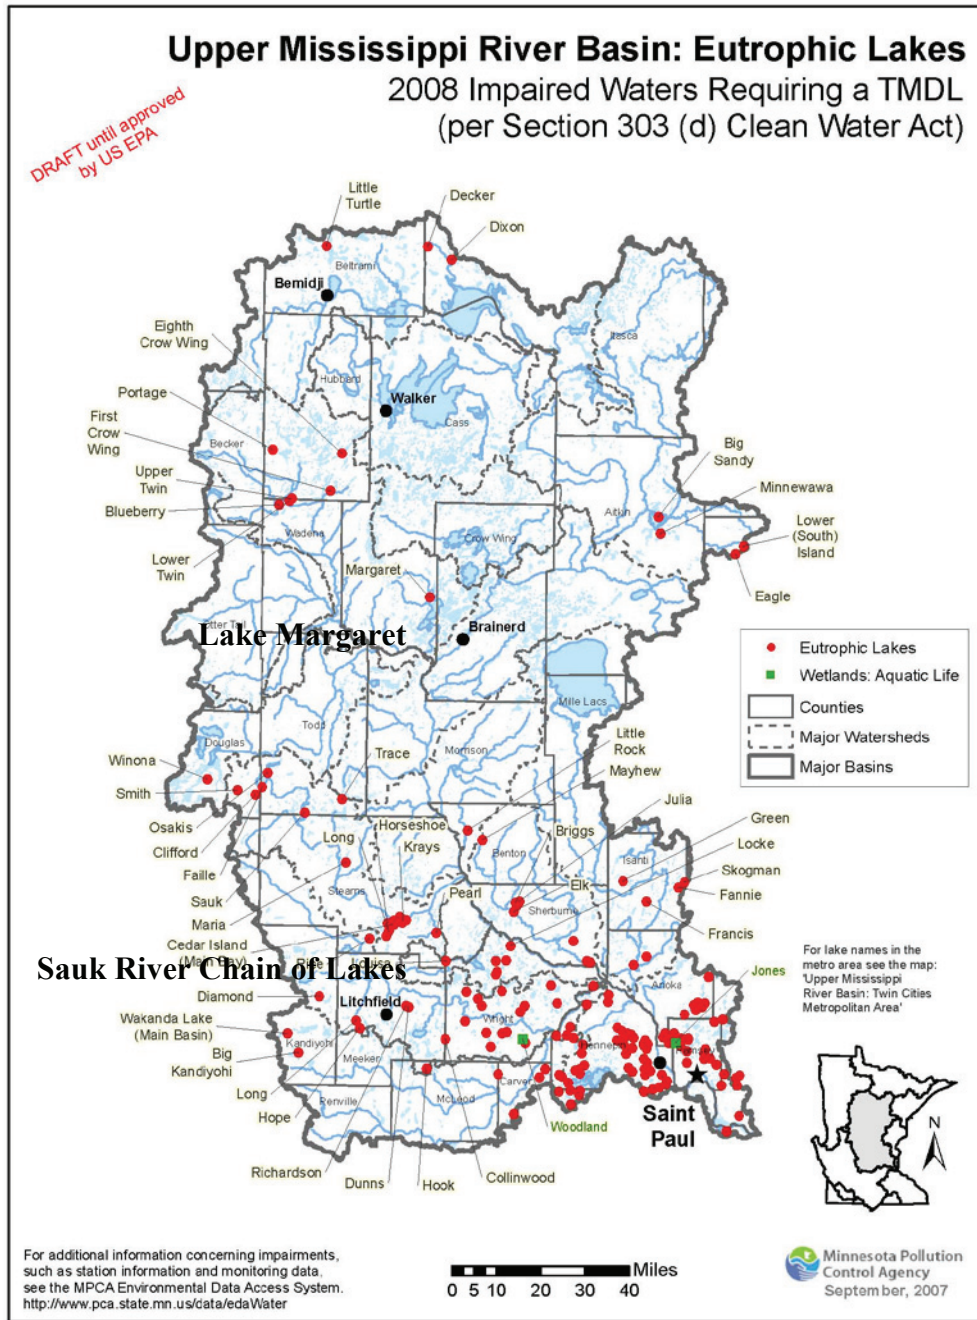 Upper Mississippi River Basin: Eutrophic Lakes
2008 Impaired Waters Requiring a TMDL
(per Section 303 (d) Clean Water Act)
DRAFT until approved
by US EPA
Little
Turtle
Decker
Dixon
Beltrami
Bemidji
Itasca
Eighth
Crow Wing
Hubbard
Portage
Walker
Cass
First
Crow
Wing
Becker
Big
Sandy
Upper
Twin
Minnewawa
Blueberry
Aitkin
Lower
(South)
Island
Wadena
Crow Wing
Lower
Twin
Margaret
Eagle
Lake Margaret
Brainerd
Eutrophic Lakes
Wetlands: Aquatic Life
Counties
Major Watersheds
Major Basins
Mille Lacs
Todd
Douglas
Morrison
Little
Rock
Winona
Trace
Mayhew
Smith
Julia
Osakis
Horseshoe
Briggs
Green
Clifford
Long
Krays
Locke
Faille
Benton
Isanti
Skogman
Sauk
Stearns
Pearl
Elk
Fannie
Maria
Sherburne
Francis
Cedar Island
(Main Bay)
Rice
Louisa
Sauk River Chain of Lakes
For lake names in the
metro area see the map:
'Upper Mississippi
River Basin: Twin Cities
Metropolitan Area'
Jones
Anoka
Diamond
Litchfield
Wakanda Lake
(Main Basin)
Wright
Kandiyohi
Hennepin
Ramsey
Big
Kandiyohi
Meeker
Carver
Long
Renville
McLeod
Hope
Saint
Paul
Woodland
Richardson
Dunns
Hook
Collinwood
N
For additional information concerning impairments,
such as station information and monitoring data,
see the MPCA Environmental Data Access System.
http://www.pca.state.mn.us/data/edaWater
Miles
0 5 10 20 30 40
Minnesota Pollution
Control Agency
September, 2007